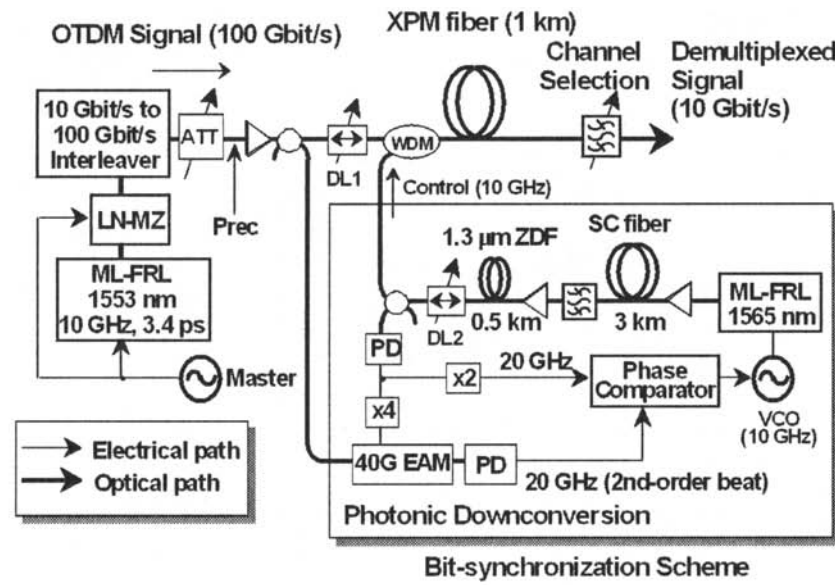 OTDM Signal (100 Gbit/s)
XPM fiber (1 km)
Channel
Selection
Demultiplexed
Signal
(10 Gbit/s)
10 Gbit/s to
100 Gbit/s
Interleaver
ATT
DL1
WDM
Control (10 GHz)
Prec
LN-MZ
ML-FRL
1553 nm
10 GHz, 3.4 ps
Master
1.3 µm ZDF
SC fiber
0.5 km
3 km
ML-FRL
1565 nm
DL2
PD
x2
20 GHz
Phase
Comparator
VCO
(10 GHz)
x4
40G EAM
PD
20 GHz (2nd-order beat)
Electrical path
Optical path
Photonic Downconversion
Bit-synchronization Scheme